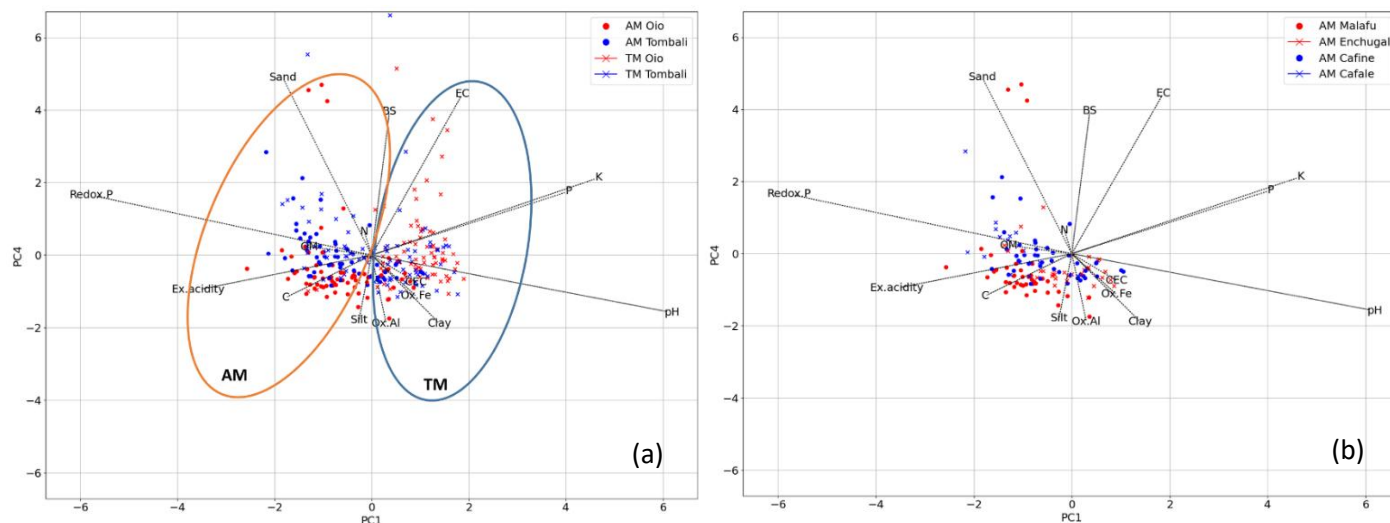 AM Oio
AM Tombali
TM Oio
TM Tombali
Sand
BS
EC
Redox.P
K
P
N
OM
Ex.acidity
C
CEC
Ox.Fe
Silt
Ox.Al
Clay
pH
AM
TM
(a)
PC4
6
4
2
0
−2
−4
−6
−6
−4
−2
0
2
4
6
PC1
AM Malafu
AM Enchugal
AM Cafine
AM Cafale
Sand
BS
EC
Redox.P
K
P
N
OM
Ex.acidity
C
CEC
Ox.Fe
Silt
Ox.Al
Clay
pH
(b)
PC4
6
4
2
0
−2
−4
−6
−6
−4
−2
0
2
4
6
PC1